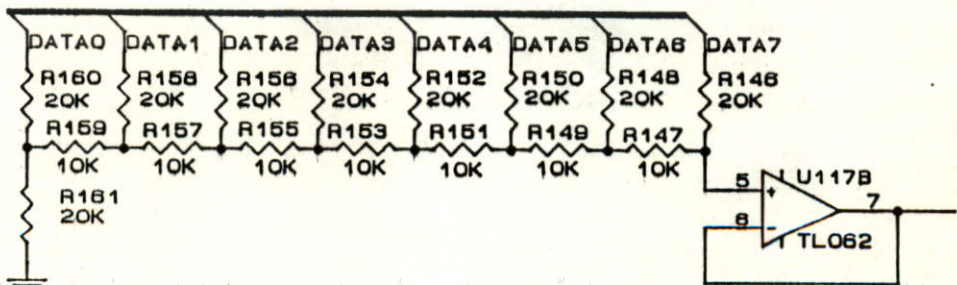 DATA0 DATA1 DATA2 DATA3 DATA4 DATA5 DATA6 DATA7
R160 R158 R156 R154 R152 R150 R148 R146
20K 20K 20K 20K 20K 20K 20K 20K
R159 R157 R155 R153 R151 R149 R147
10K 10K 10K 10K 10K 10K 10K
R161
20K
5 + U117B
7
6 - TL062